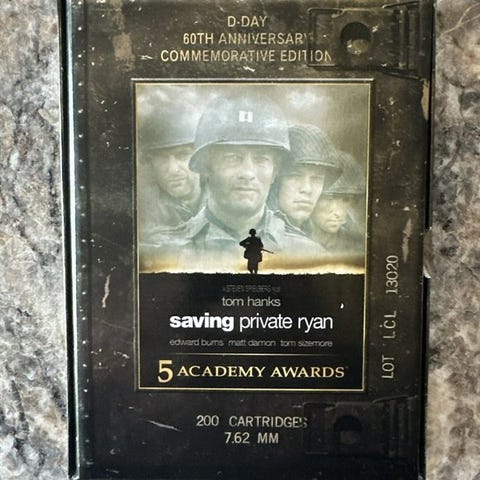 D-DAY
60TH ANNIVERSARY
COMMEMORATIVE EDITION
A STEVEN SPIELBERG FILM
tom hanks
saving private ryan
edward burns matt damon tom sizemore
5 ACADEMY AWARDS
200 CARTRIDGES
7.62 MM
LOT LCL 13020